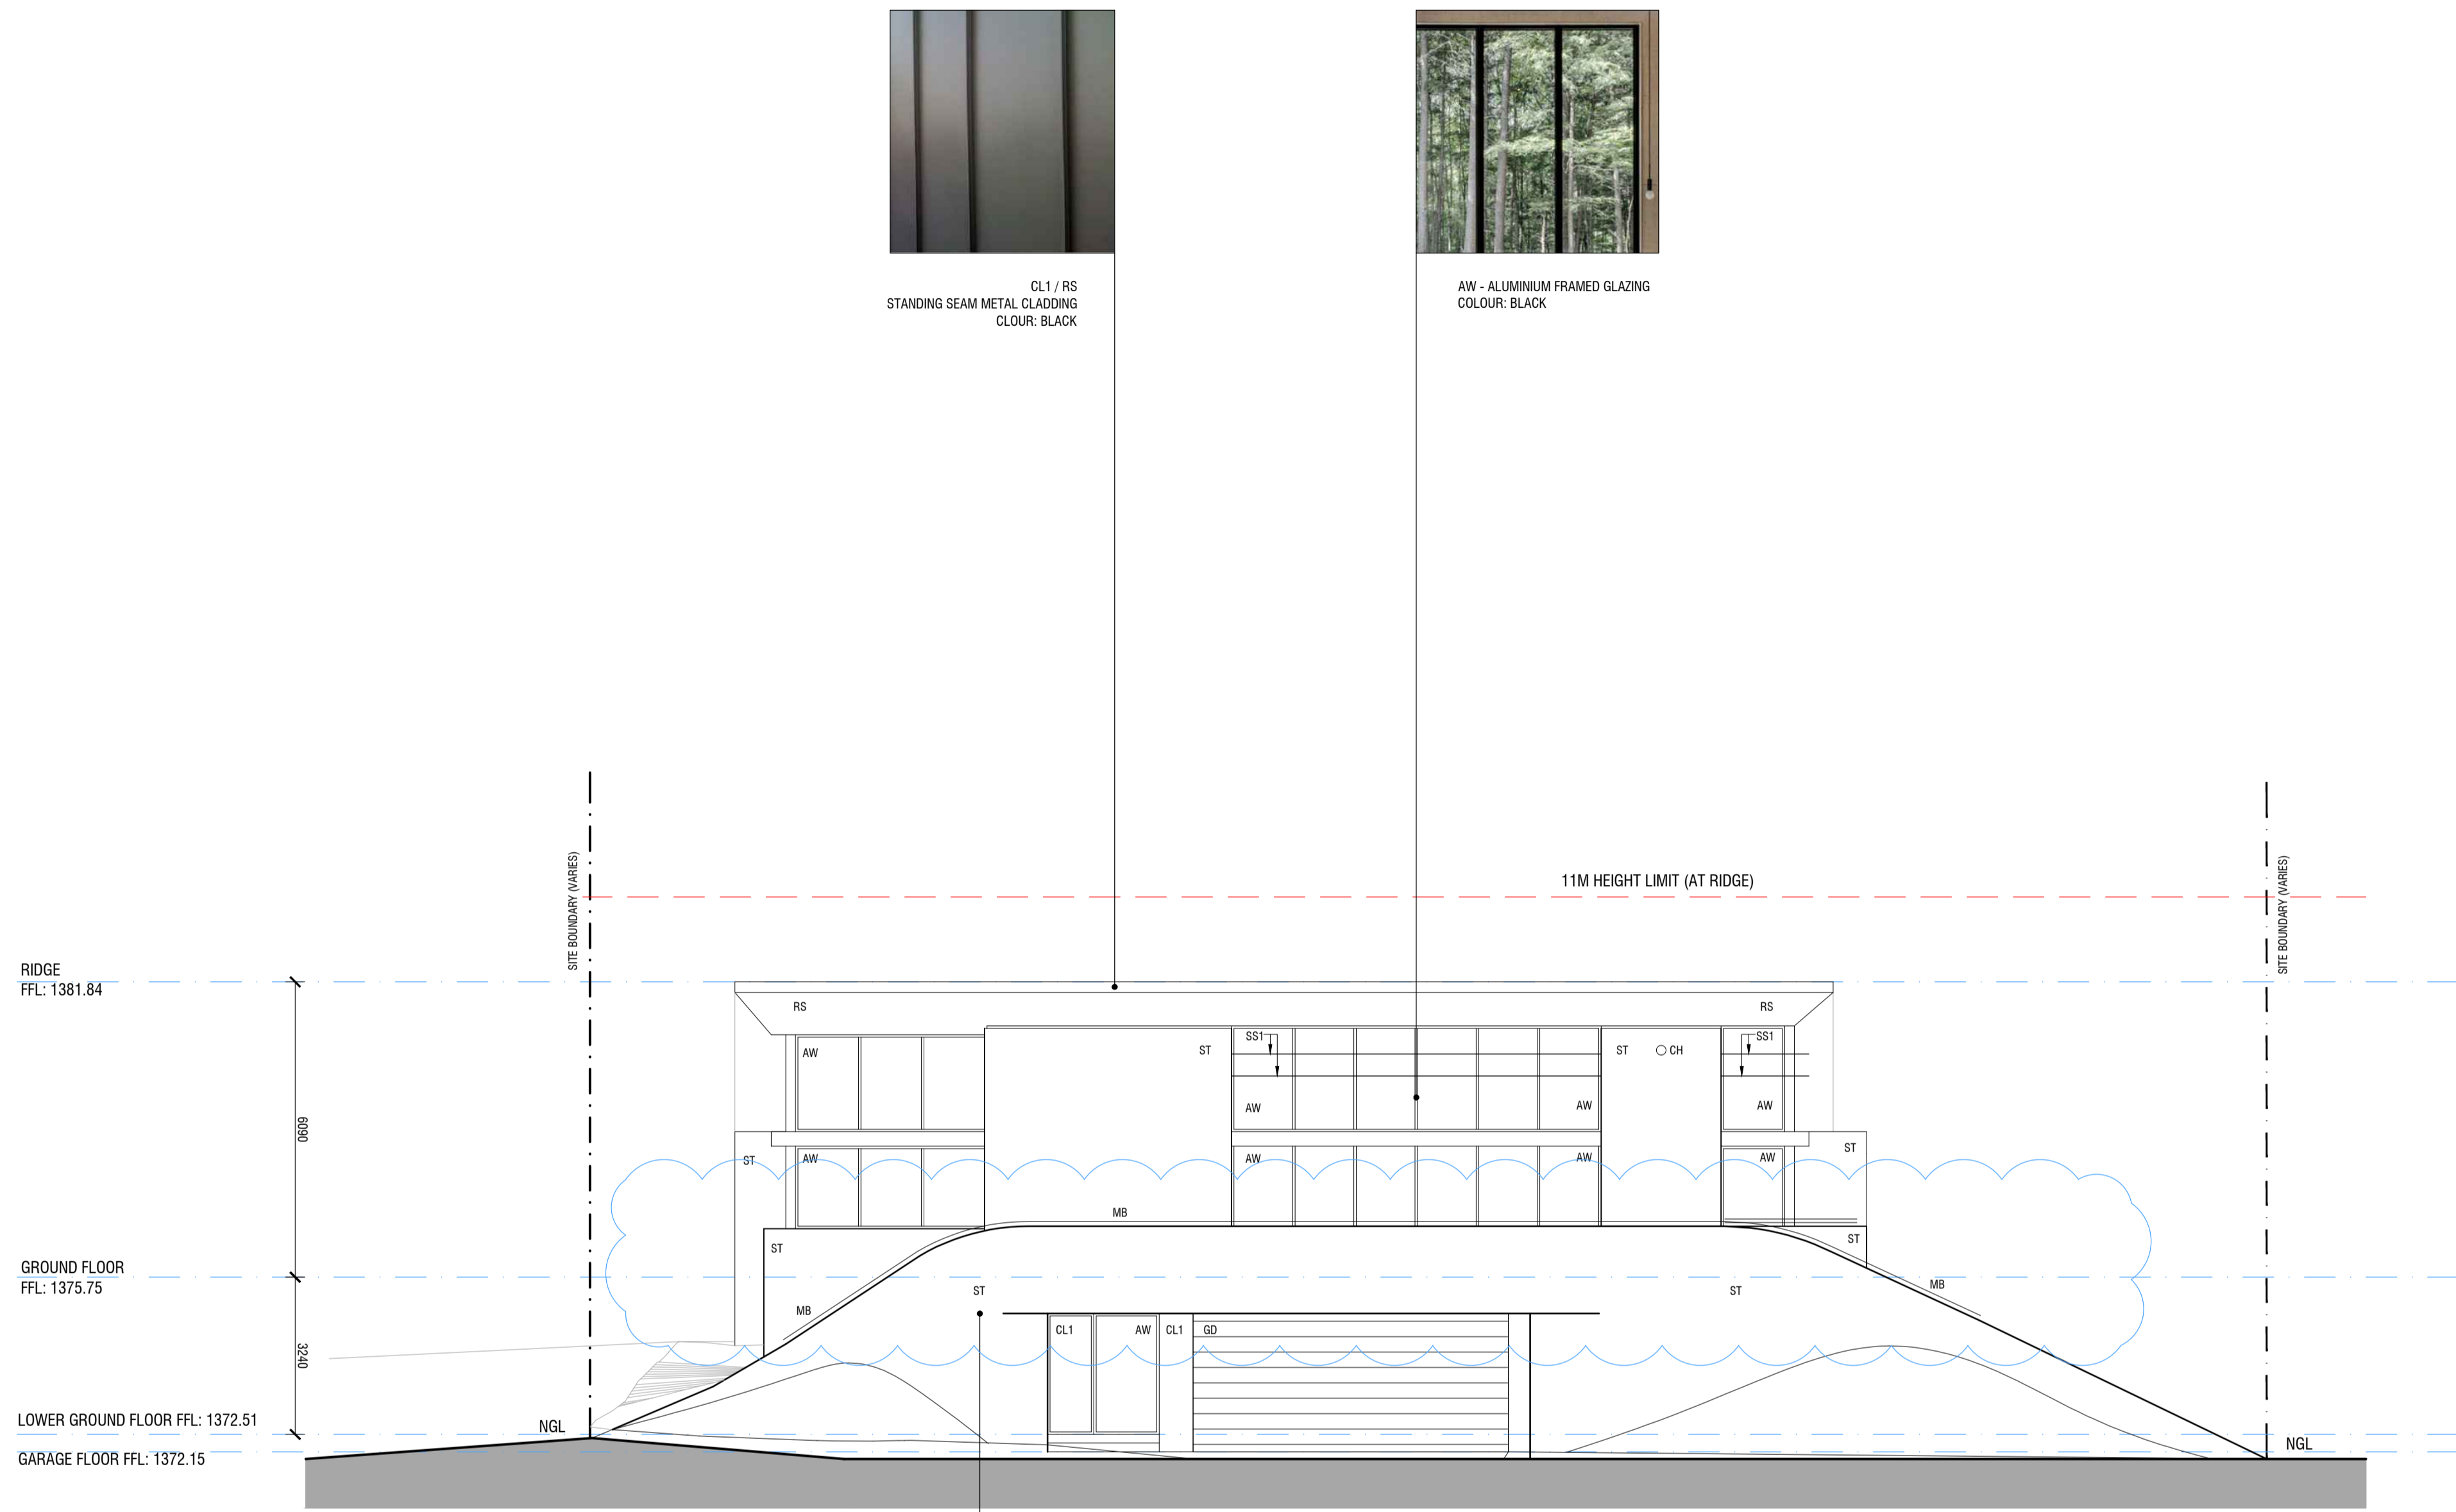 CL1 / RS
STANDING SEAM METAL CLADDING
CLOUR: BLACK
AW - ALUMINIUM FRAMED GLAZING
COLOUR: BLACK
SITE BOUNDARY (VARIES)
11M HEIGHT LIMIT (AT RIDGE)
SITE BOUNDARY (VARIES)
RIDGE
FFL: 1381.84
RS
RS
SS1
SS1
AW
ST
ST
CH
AW
AW
AW
6090
ST
AW
AW
AW
AW
ST
MB
ST
ST
GROUND FLOOR
FFL: 1375.75
MB
ST
ST
MB
CL1
AW
CL1
GD
3240
LOWER GROUND FLOOR FFL: 1372.51
NGL
NGL
GARAGE FLOOR FFL: 1372.15